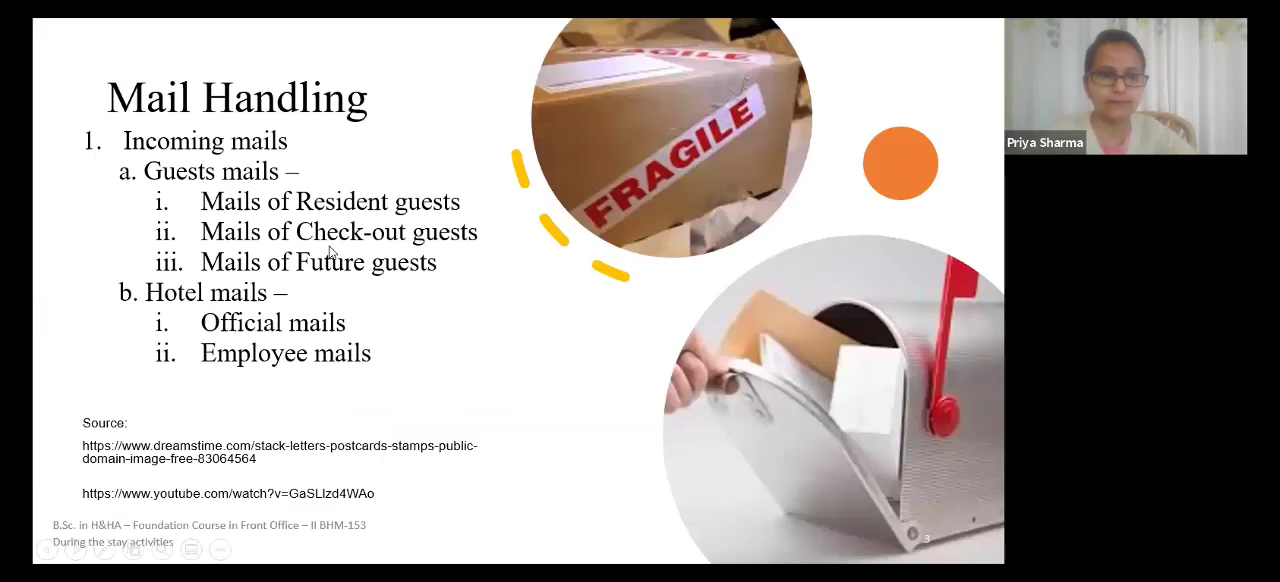 Mail Handling
1. Incoming mails
a. Guests mails –
i. Mails of Resident guests
ii. Mails of Check-out guests
iii. Mails of Future guests
b. Hotel mails –
i. Official mails
ii. Employee mails
Source:
https://www.dreamstime.com/stack-letters-postcards-stamps-public-
domain-image-free-83064564
https://www.youtube.com/watch?v=GaSLIzd4WAo
B.Sc. in H&HA – Foundation Course in Front Office – II BHM-153
During the stay activities
3
FRAGILE
FRAGILE
Priya Sharma